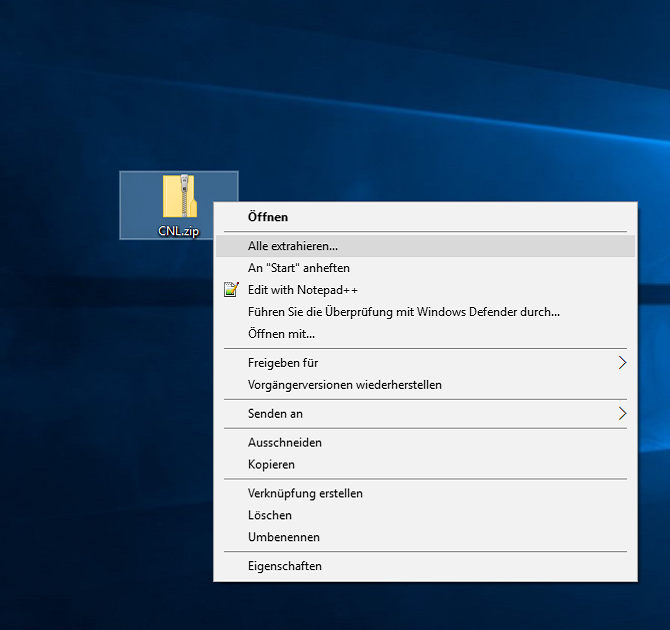 CNL.zip
Öffnen
Alle extrahieren...
An "Start" anheften
Edit with Notepad++
Führen Sie die Überprüfung mit Windows Defender durch...
Öffnen mit...
Freigeben für
Vorgängerversionen wiederherstellen
Senden an
Ausschneiden
Kopieren
Verknüpfung erstellen
Löschen
Umbenennen
Eigenschaften